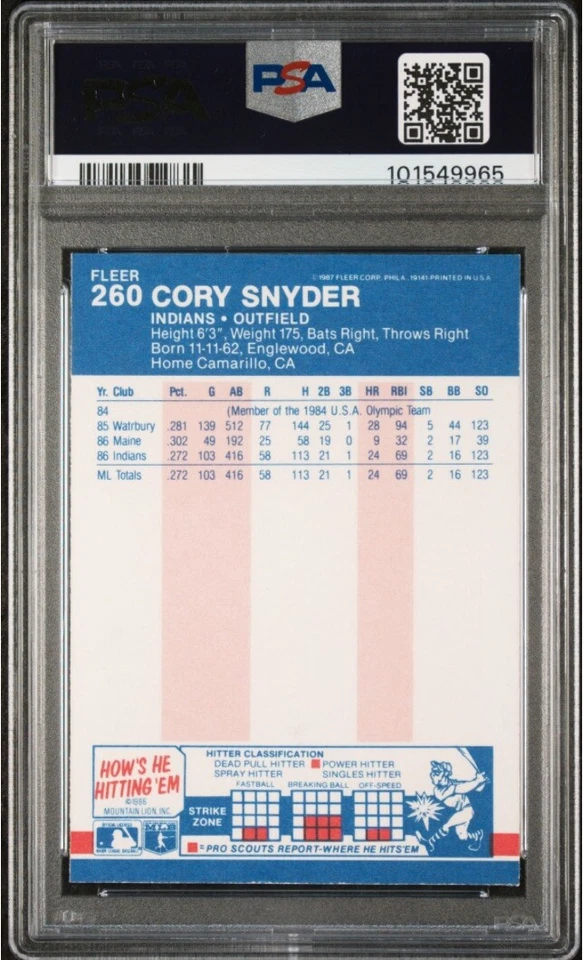 PSA
101549965
FLEER
©1987 FLEER CORP. PHILA., 19141-PRINTED IN U.S.A.
260 CORY SNYDER
INDIANS • OUTFIELD
Height 6'3", Weight 175, Bats Right, Throws Right
Born 11-11-62, Englewood, CA
Home Camarillo, CA
Yr. Club Pct. G AB R H 2B 3B HR RBI SB BB SO
84 (Member of the 1984 U.S.A. Olympic Team
85 Watrbury .281 139 512 77 144 25 1 28 94 5 44 123
86 Maine .302 49 192 25 58 19 0 9 32 2 17 39
86 Indians .272 103 416 58 113 21 1 24 69 2 16 123
ML Totals .272 103 416 58 113 21 1 24 69 2 16 123
HOW'S HE
HITTING 'EM
©1986
MOUNTAIN LION, INC.
HITTER CLASSIFICATION
DEAD PULL HITTER POWER HITTER
SPRAY HITTER SINGLES HITTER
FASTBALL BREAKING BALL OFF-SPEED
STRIKE
ZONE
= PRO SCOUTS REPORT-WHERE HE HITS 'EM
MLB
PSA